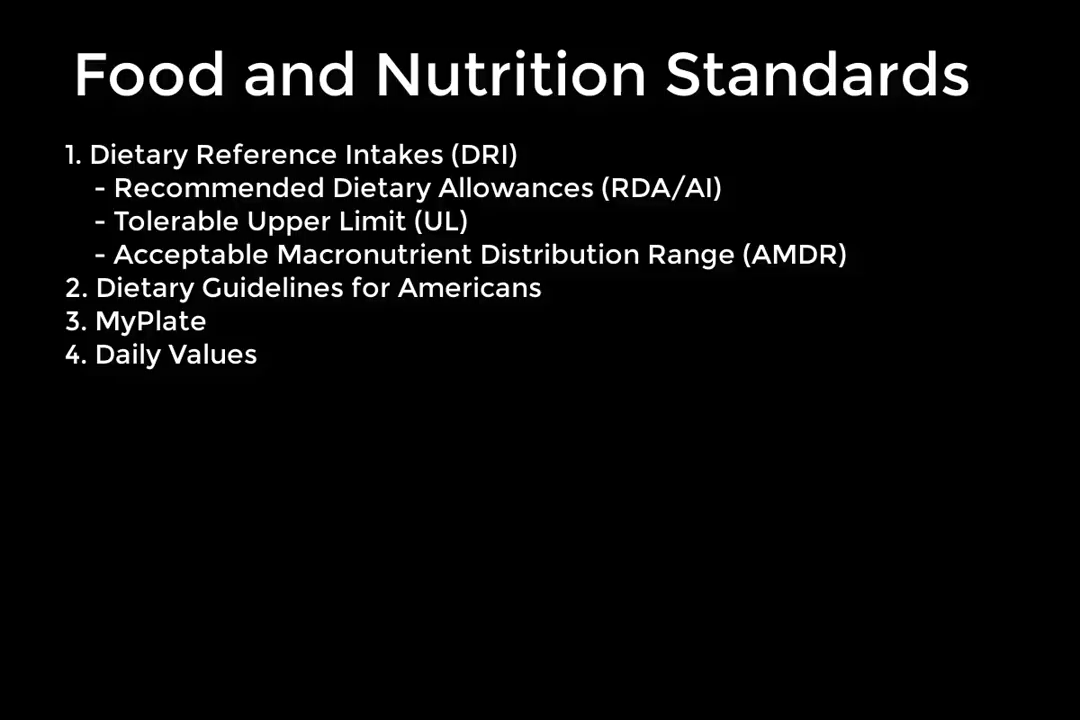 Food and Nutrition Standards
1. Dietary Reference Intakes (DRI)
- Recommended Dietary Allowances (RDA/AI)
- Tolerable Upper Limit (UL)
- Acceptable Macronutrient Distribution Range (AMDR)
2. Dietary Guidelines for Americans
3. MyPlate
4. Daily Values